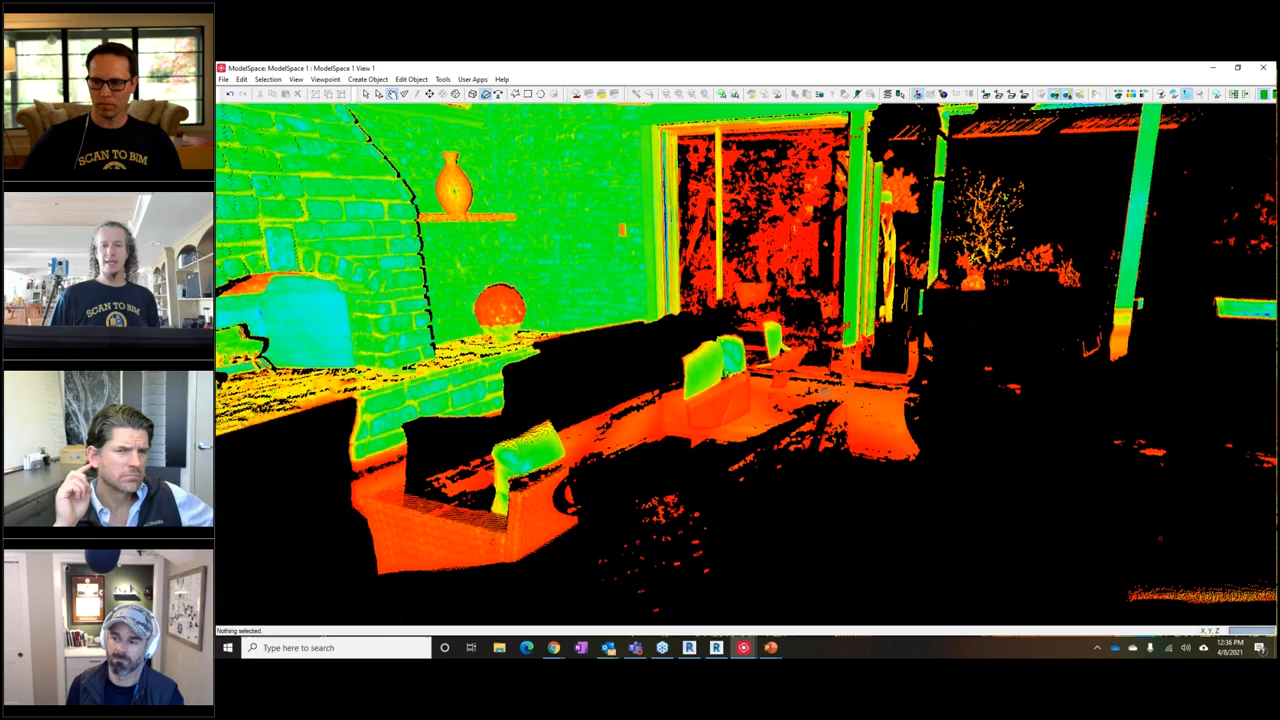 SCAN TO BIM
SCAN TO BIM
ModelSpace: ModelSpace 1 : ModelSpace 1 View 1
File Edit Selection View Viewpoint Create Object Edit Object Tools User Apps Help
Nothing selected.
X, Y, Z
Type here to search
12:36 PM
4/8/2021